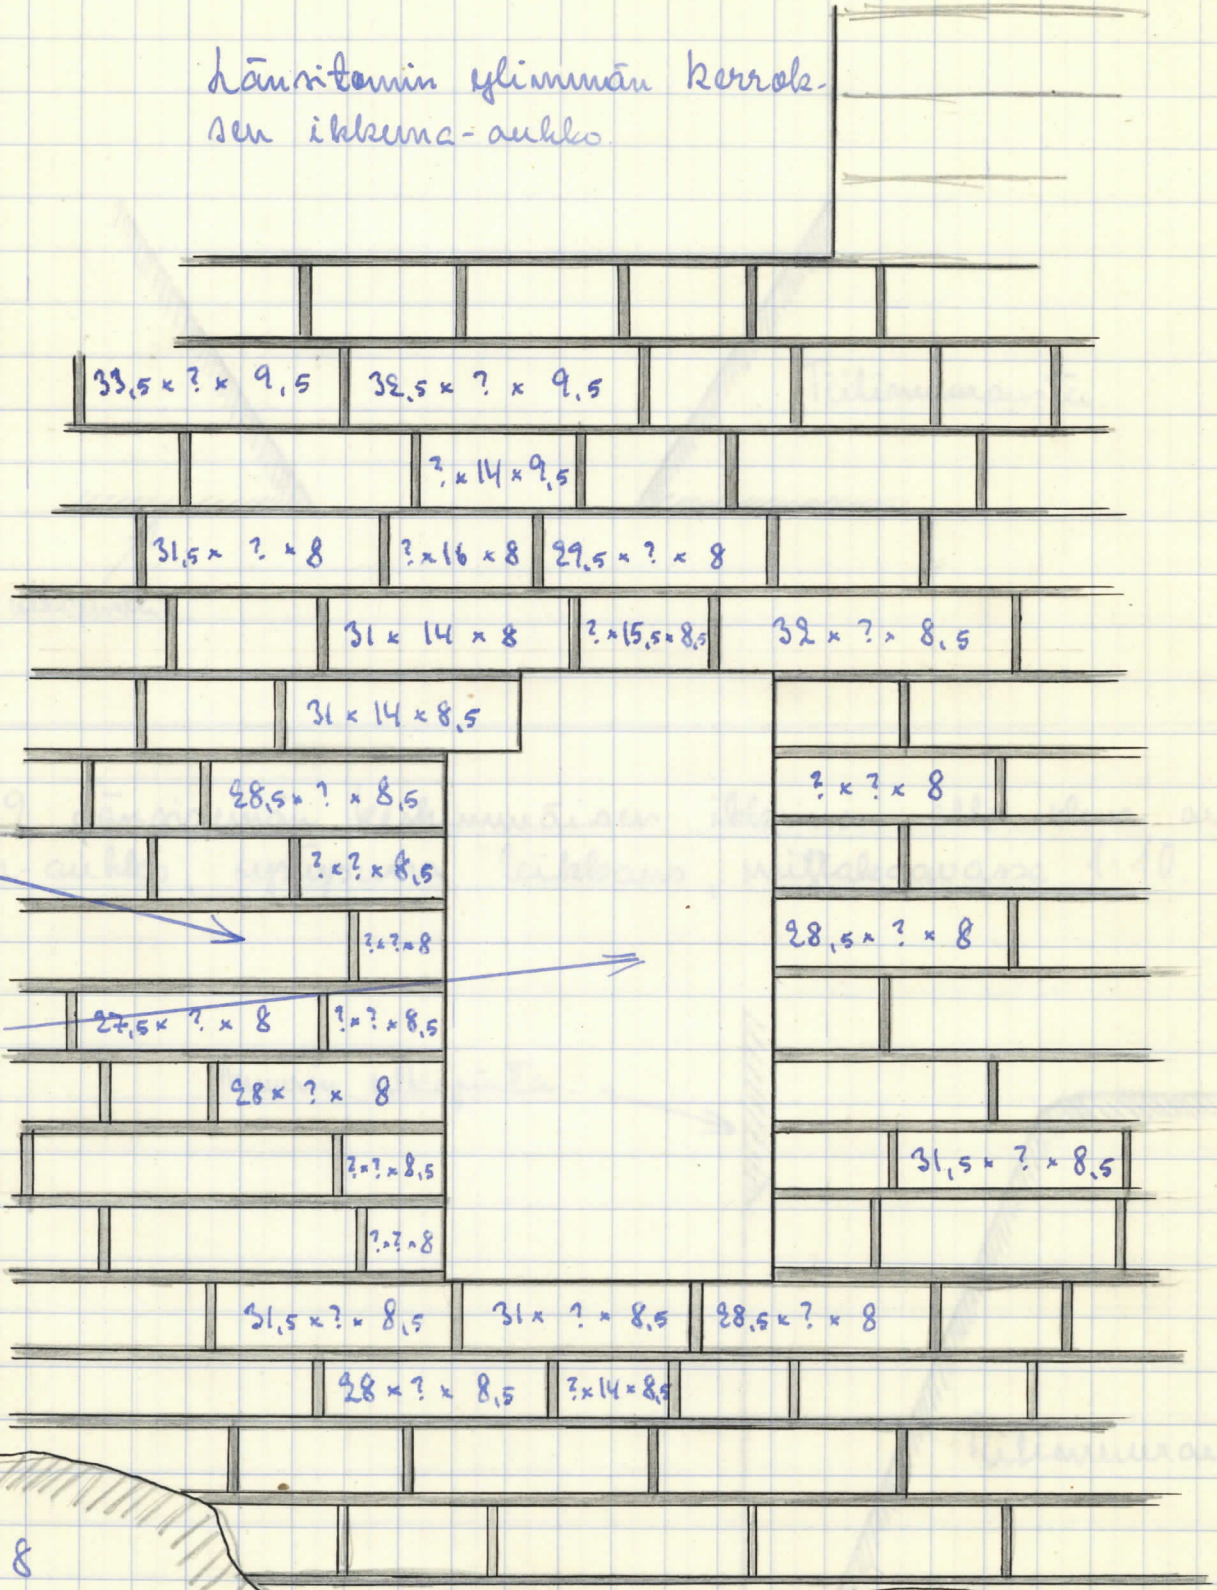 Länsitornin ylimmän kerrok-
sen ikkuna-aukko
33,5 x ? x 9,5
32,5 x ? x 9,5
? x 14 x 9,5
31,5 x ? x 8
? x 16 x 8
29,5 x ? x 8
31 x 14 x 8
? x 15,5 x 8,5
32 x ? x 8,5
31 x 14 x 8,5
28,5 x ? x 8,5
? x ? x 8
? x ? x 8,5
? x ? x 8
28,5 x ? x 8
27,5 x ? x 8
? x ? x 8,5
28 x ? x 8
? x ? x 8,5
31,5 x ? x 8,5
? x ? x 8
31,5 x ? x 8,5
31 x ? x 8,5
28,5 x ? x 8
28 x ? x 8,5
? x 14 x 8,5
8